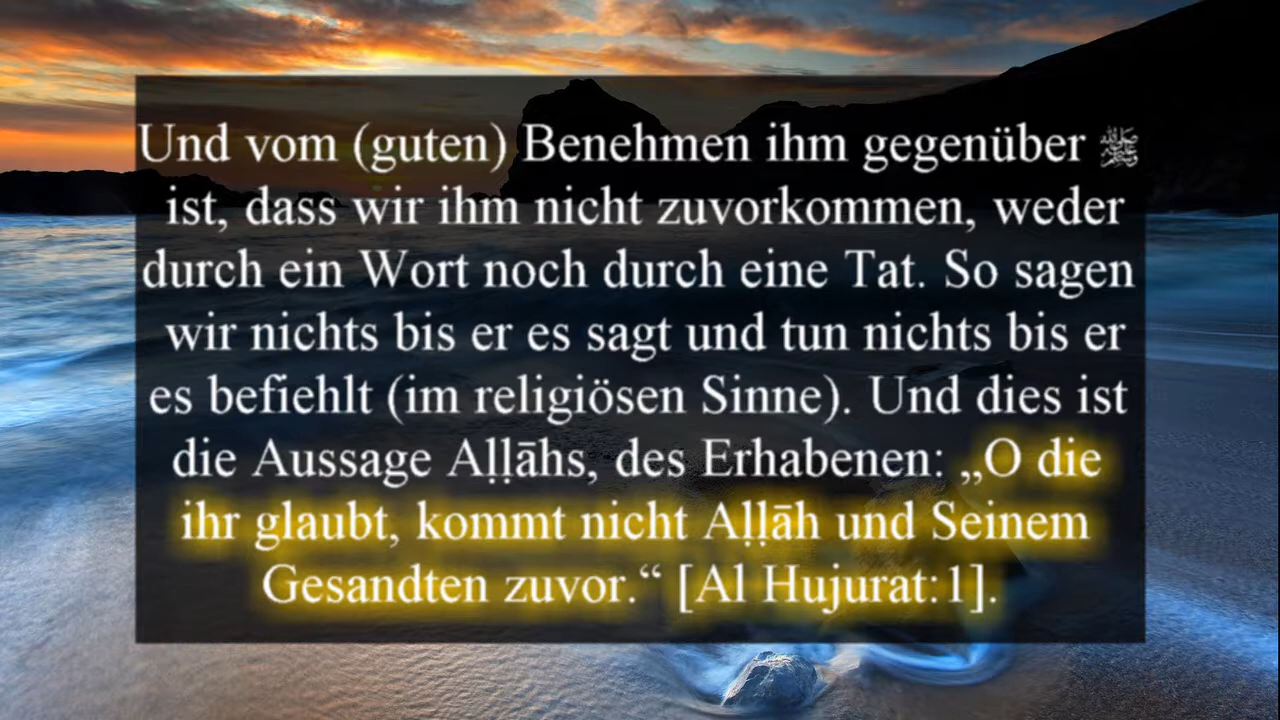 Und vom (guten) Benehmen ihm gegenüber ﷺ
ist, dass wir ihm nicht zuvorkommen, weder
durch ein Wort noch durch eine Tat. So sagen
wir nichts bis er es sagt und tun nichts bis er
es befiehlt (im religiösen Sinne). Und dies ist
die Aussage Aḷḷāhs, des Erhabenen: „O die
ihr glaubt, kommt nicht Aḷḷāh und Seinem
Gesandten zuvor.“ [Al Hujurat:1].